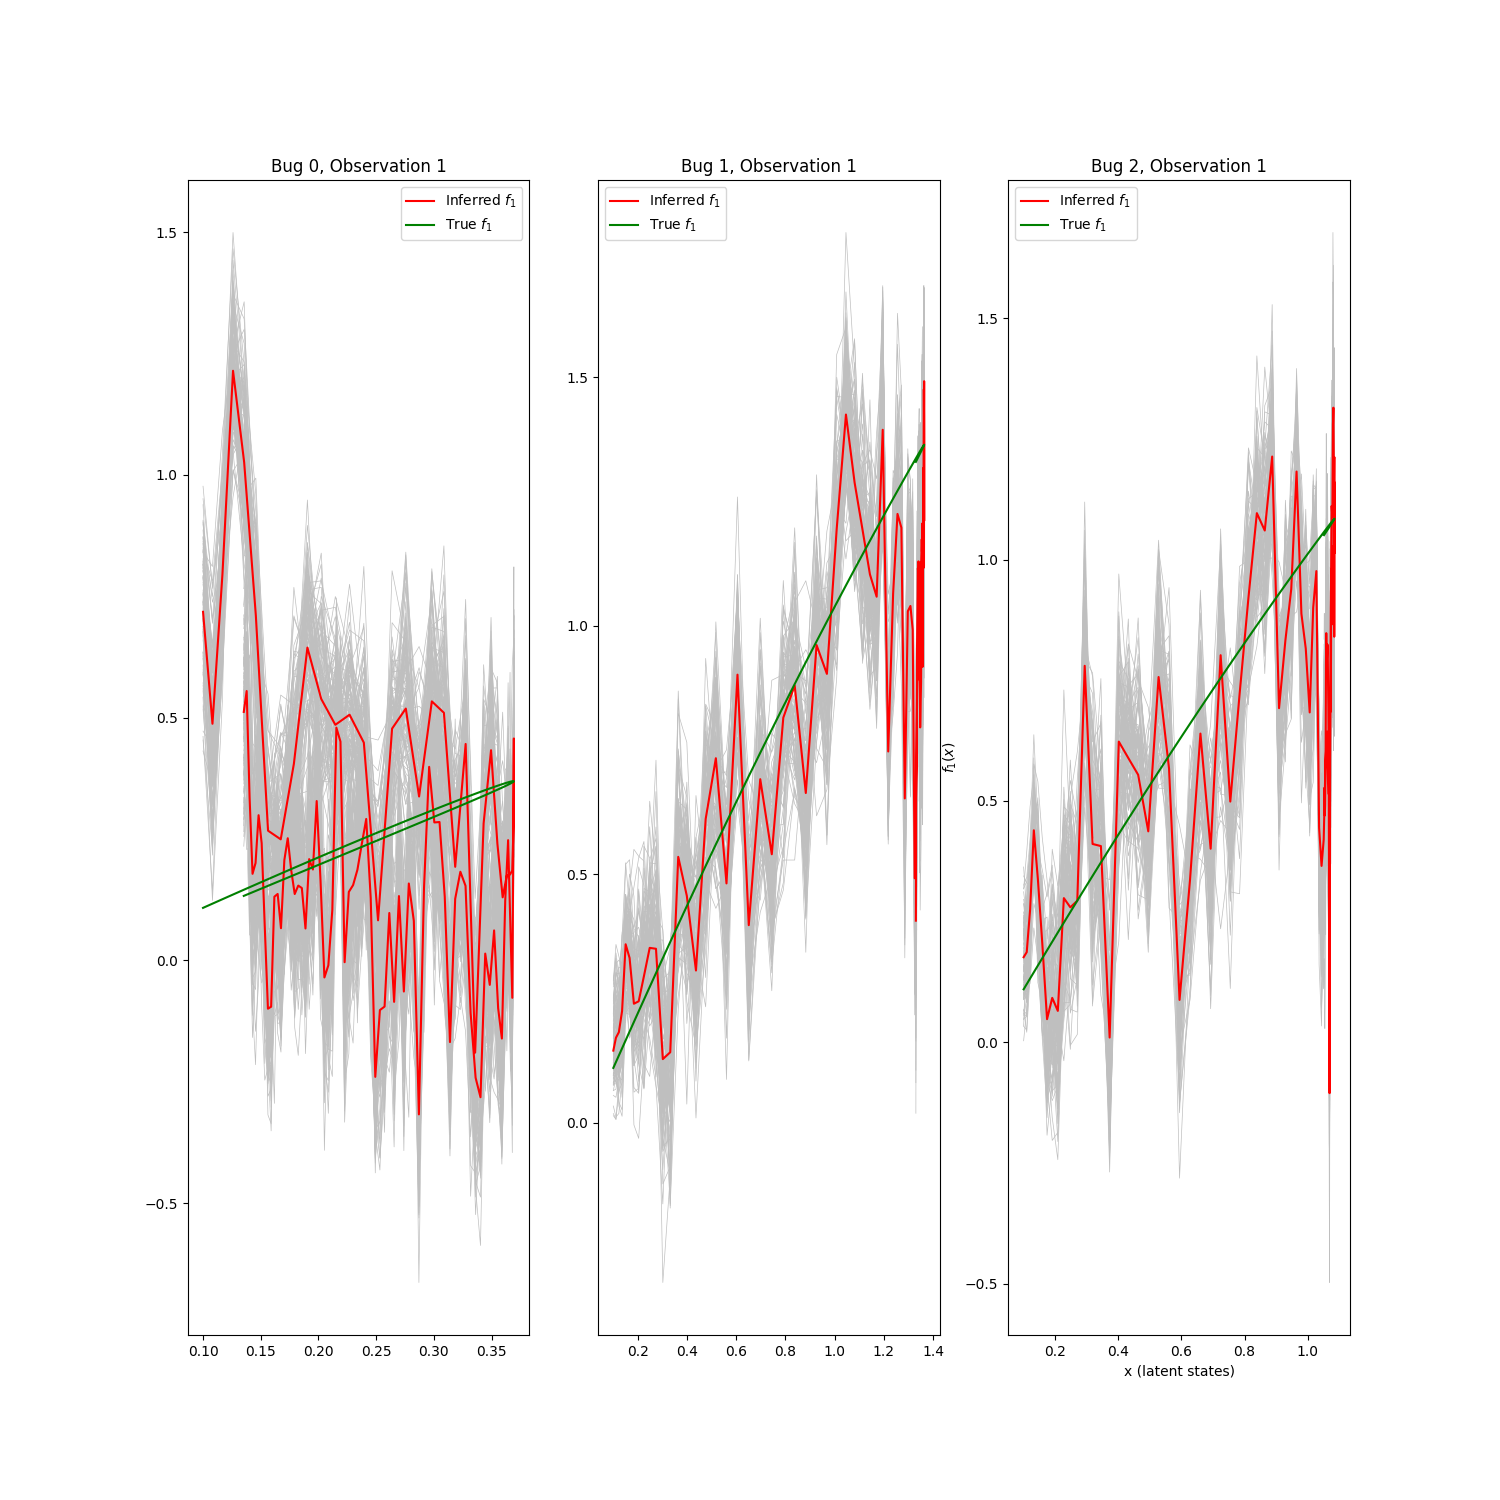 Bug 0, Observation 1
Inferred f₁
True f₁
1.5
1.0
0.5
0.0
−0.5
0.10 0.15 0.20 0.25 0.30 0.35
Bug 1, Observation 1
Inferred f₁
True f₁
1.5
1.0
0.5
0.0
0.2 0.4 0.6 0.8 1.0 1.2 1.4
Bug 2, Observation 1
Inferred f₁
True f₁
f₁(x)
1.5
1.0
0.5
0.0
−0.5
0.2 0.4 0.6 0.8 1.0
x (latent states)